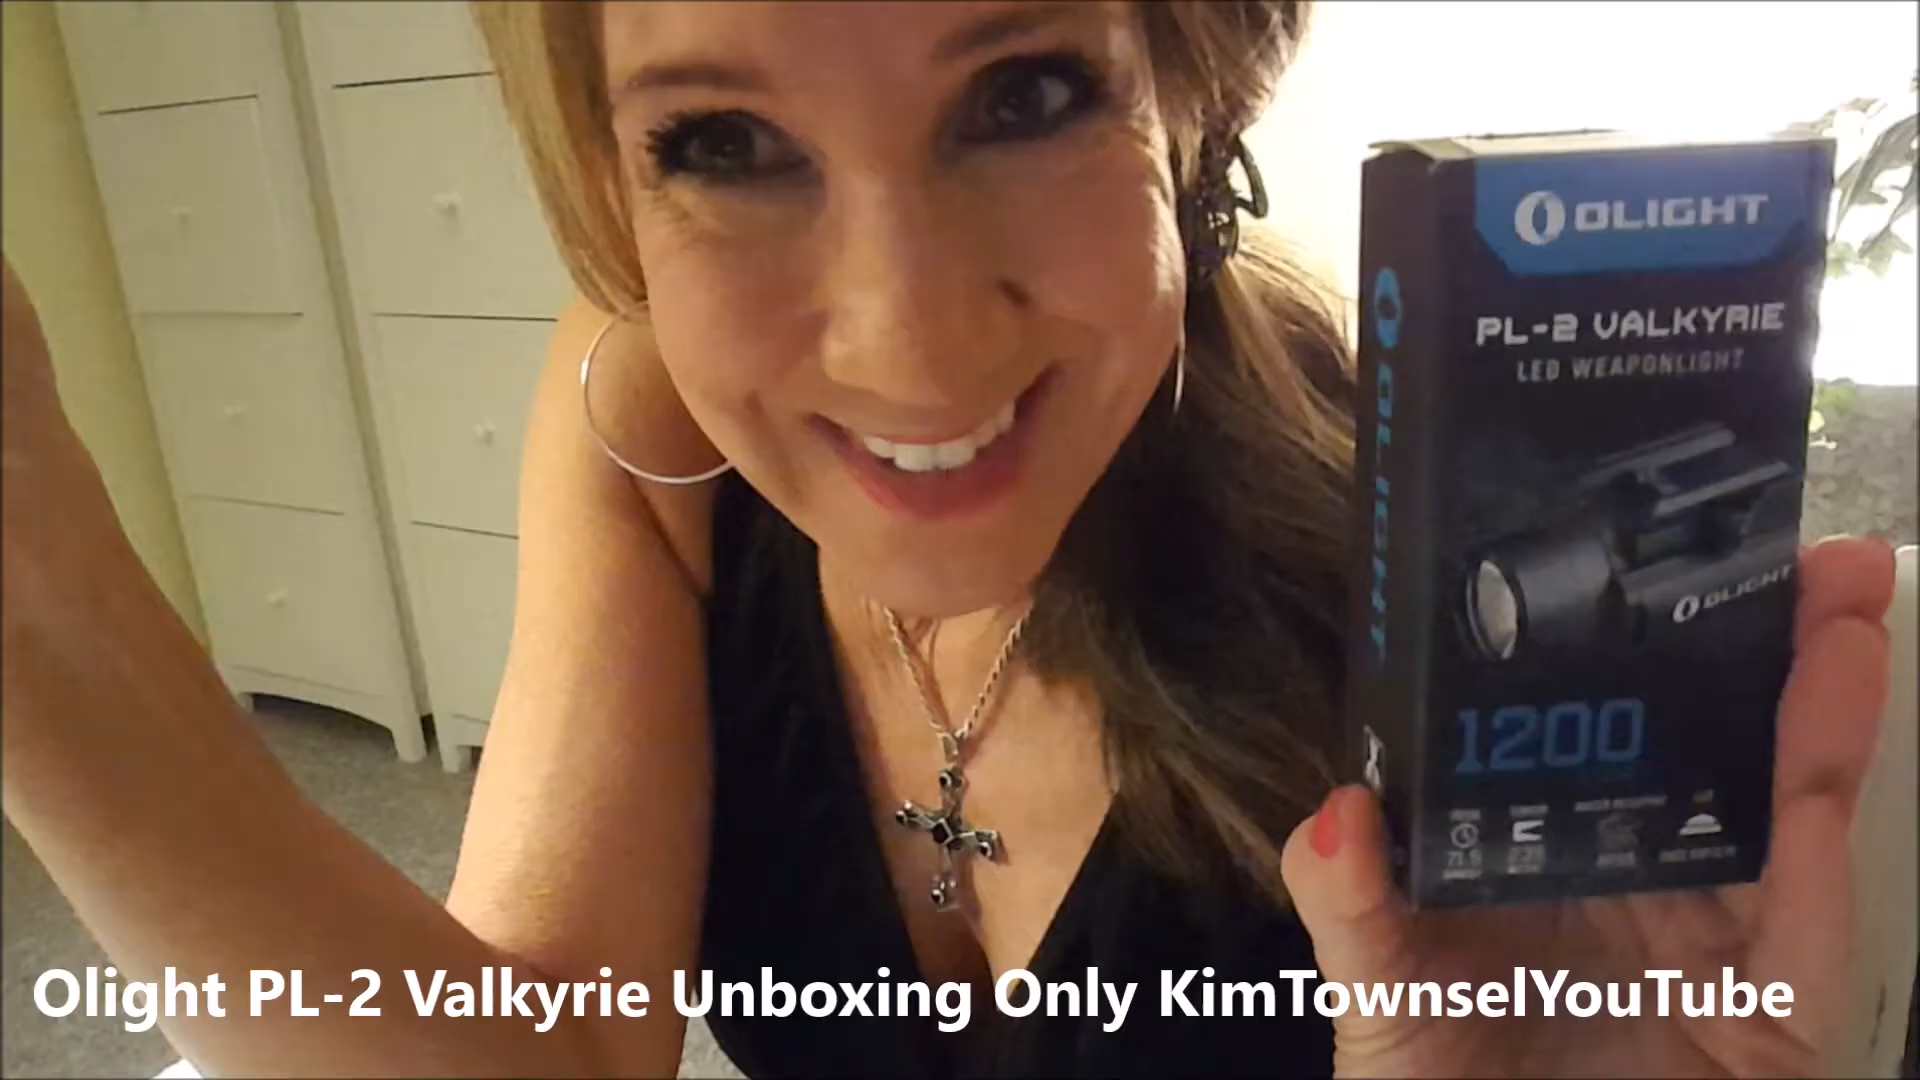 OLIGHT
PL-2 VALKYRIE
LED WEAPONLIGHT
OLIGHT
OLIGHT
1200
Olight PL-2 Valkyrie Unboxing Only KimTownselYouTube